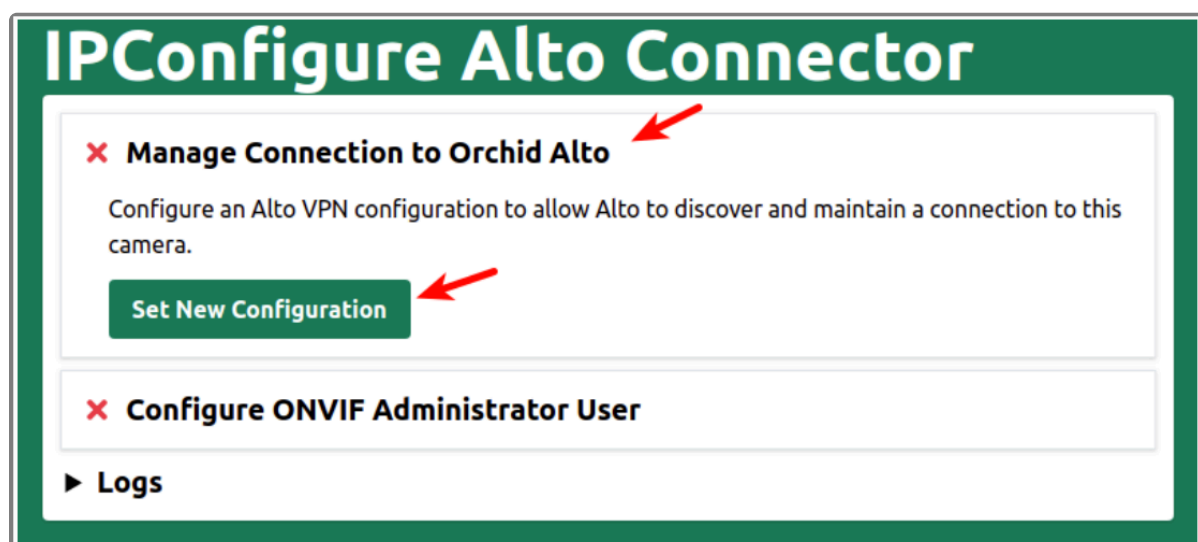 IPConfigure Alto Connector
Manage Connection to Orchid Alto
Configure an Alto VPN configuration to allow Alto to discover and maintain a connection to this
camera.
Set New Configuration
Configure ONVIF Administrator User
Logs